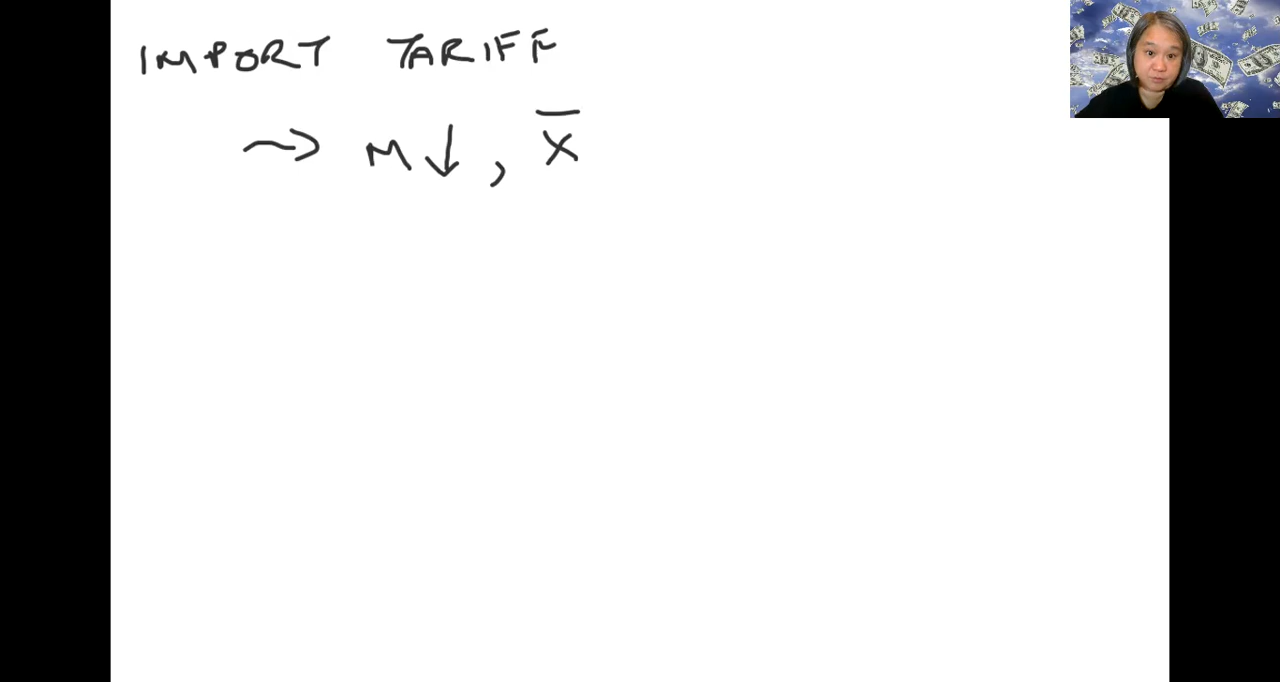 IMPORT TARIFF
→ M↓, X̅